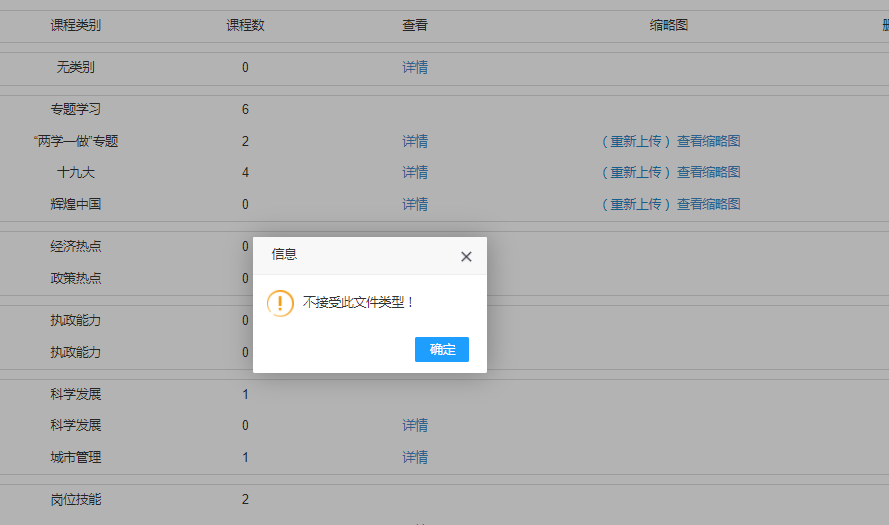 课程类别 课程数 查看 缩略图
无类别 0 详情
专题学习 6
“两学一做”专题 2 详情 （重新上传） 查看缩略图
十九大 4 详情 （重新上传） 查看缩略图
辉煌中国 0 详情 （重新上传） 查看缩略图
经济热点 0
政策热点 0
执政能力 0
执政能力 0
信息
不接受此文件类型！
确定
科学发展 1
科学发展 0 详情
城市管理 1 详情
岗位技能 2